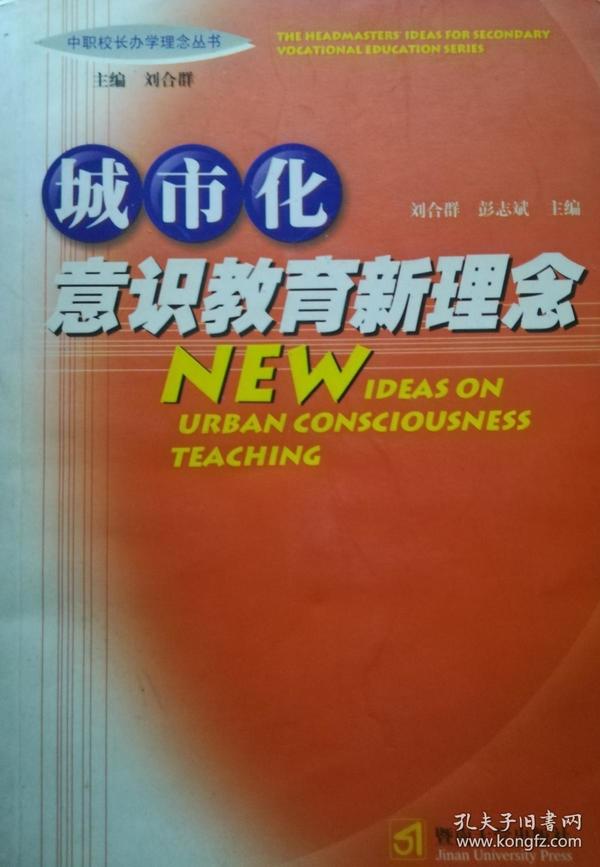 中职校长办学理念丛书
THE HEADMASTERS' IDEAS FOR SECONDARY
VOCATIONAL EDUCATION SERIES
主编 刘合群
城市化
刘合群 彭志斌 主编
意识教育新理念
NEW IDEAS ON
URBAN CONSCIOUSNESS
TEACHING
Jinan University Press
孔夫子旧书网
www.kongfz.com